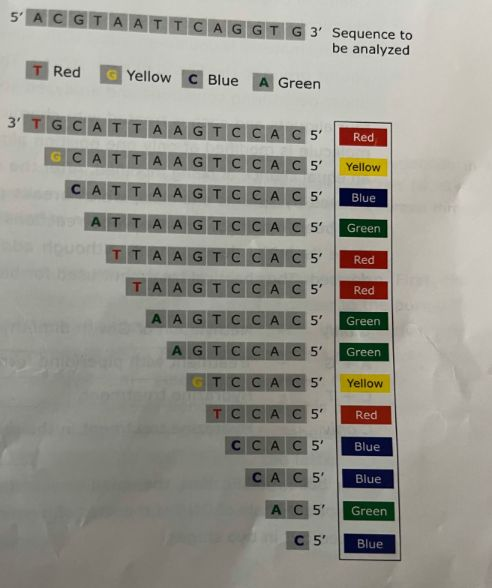 5′ A C G T A A T T C A G G T G 3′ Sequence to
be analyzed
T Red G Yellow C Blue A Green
3′ T G C A T T A A G T C C A C 5′ Red
G C A T T A A G T C C A C 5′ Yellow
C A T T A A G T C C A C 5′ Blue
A T T A A G T C C A C 5′ Green
T T A A G T C C A C 5′ Red
T A A G T C C A C 5′ Red
A A G T C C A C 5′ Green
A G T C C A C 5′ Green
G T C C A C 5′ Yellow
T C C A C 5′ Red
C C A C 5′ Blue
C A C 5′ Blue
A C 5′ Green
C 5′ Blue